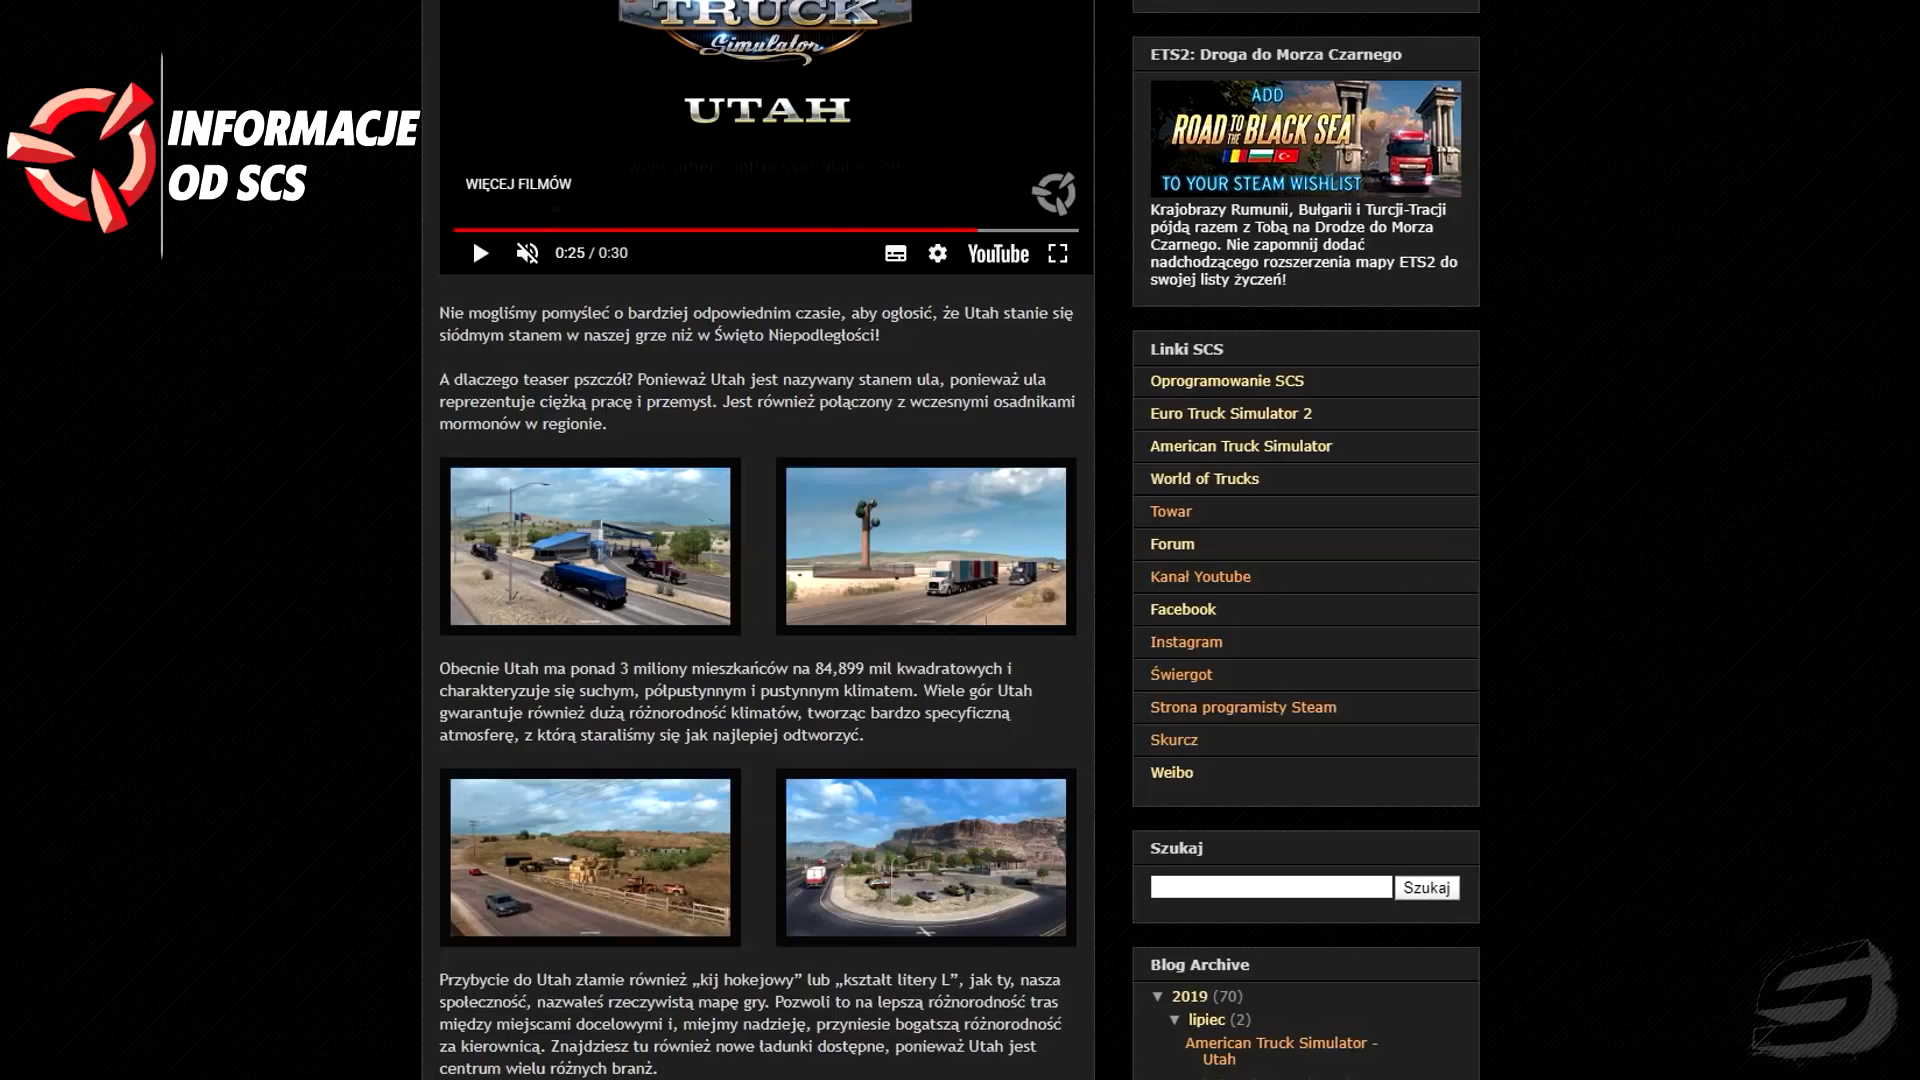 INFORMACJE
OD SCS
TRUCK
Simulator
UTAH
WIĘCEJ FILMÓW
0:25 / 0:30
YouTube
Nie mogliśmy pomyśleć o bardziej odpowiednim czasie, aby ogłosić, że Utah stanie się
siódmym stanem w naszej grze niż w Święto Niepodległości!
A dlaczego teaser pszczół? Ponieważ Utah jest nazywany stanem ula, ponieważ ula
reprezentuje ciężką pracę i przemysł. Jest również połączony z wczesnymi osadnikami
mormonów w regionie.
Obecnie Utah ma ponad 3 miliony mieszkańców na 84,899 mil kwadratowych i
charakteryzuje się suchym, półpustynnym i pustynnym klimatem. Wiele gór Utah
gwarantuje również dużą różnorodność klimatów, tworząc bardzo specyficzną
atmosferę, z którą staraliśmy się jak najlepiej odtworzyć.
Przybycie do Utah złamie również „kij hokejowy” lub „kształt litery L”, jak ty, nasza
społeczność, nazwałeś rzeczywistą mapę gry. Pozwoli to na lepszą różnorodność tras
między miejscami docelowymi i, miejmy nadzieję, przyniesie bogatszą różnorodność
za kierownicą. Znajdziesz tu również nowe ładunki dostępne, ponieważ Utah jest
centrum wielu różnych branż.
ETS2: Droga do Morza Czarnego
ADD
ROAD TO THE BLACK SEA
TO YOUR STEAM WISHLIST
Krajobrazy Rumunii, Bułgarii i Turcji-Tracji
pójdą razem z Tobą na Drodze do Morza
Czarnego. Nie zapomnij dodać
nadchodzącego rozszerzenia mapy ETS2 do
swojej listy życzeń!
Linki SCS
Oprogramowanie SCS
Euro Truck Simulator 2
American Truck Simulator
World of Trucks
Towar
Forum
Kanał Youtube
Facebook
Instagram
Świergot
Strona programisty Steam
Skurcz
Weibo
Szukaj
Szukaj
Blog Archive
▼ 2019 (70)
▼ lipiec (2)
American Truck Simulator -
Utah